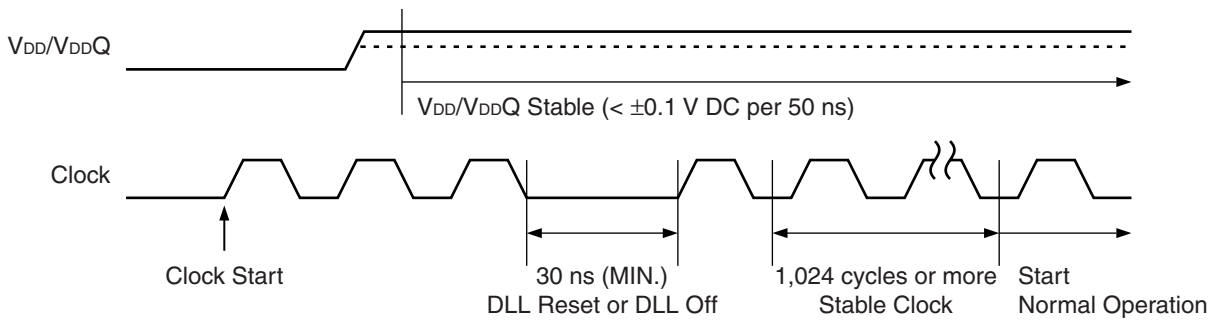 VDD/VDDQ
VDD/VDDQ Stable (< ±0.1 V DC per 50 ns)
Clock
Clock Start
30 ns (MIN.)
DLL Reset or DLL Off
1,024 cycles or more
Stable Clock
Start
Normal Operation